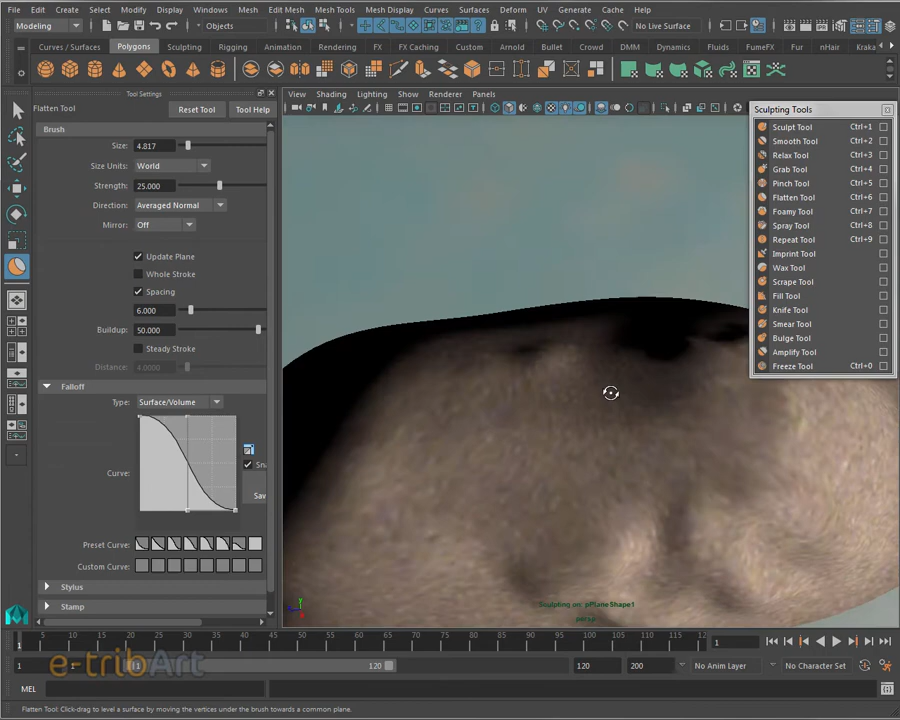 File Edit Create Select Modify Display Windows Mesh Edit Mesh Mesh Tools Mesh Display Curves Surfaces Deform UV Generate Cache
Modeling Objects No Live Surface
Curves / Surfaces Polygons Sculpting Rigging Animation Rendering FX FX Caching Custom Arnold Bullet Crowd DMM Dynamics Fluids FumeFX Fur nHair Kraka
Tool Settings
View Shading Lighting Show Renderer Panels
Flatten Tool Reset Tool Tool Help
Brush
Size: 4.817
Size Units: World
Strength: 25.000
Direction: Averaged Normal
Mirror: Off
Update Plane
Whole Stroke
Spacing
6.000
Buildup: 50.000
Steady Stroke
Distance: 4.0000
Falloff
Type: Surface/Volume
Curve:
Sna
Sav
Preset Curve:
Custom Curve:
Stylus
Stamp
Sculpting Tools
Sculpt Tool Ctrl+1
Smooth Tool Ctrl+2
Relax Tool Ctrl+3
Grab Tool Ctrl+4
Pinch Tool Ctrl+5
Flatten Tool Ctrl+6
Foamy Tool Ctrl+7
Spray Tool Ctrl+8
Repeat Tool Ctrl+9
Imprint Tool
Wax Tool
Scrape Tool
Fill Tool
Knife Tool
Smear Tool
Bulge Tool
Amplify Tool
Freeze Tool Ctrl+0
Sculpting on: pPlaneShape1
persp
5 10 15 20 25 30 35 40 45 50 55 60 65 70 75 80 85 90 95 100 105 110 115 12
1
1 1 1 120 120 200 No Anim Layer No Character Set
e-tribArt
MEL
Flatten Tool: Click-drag to level a surface by moving the vertices under the brush towards a common plane.